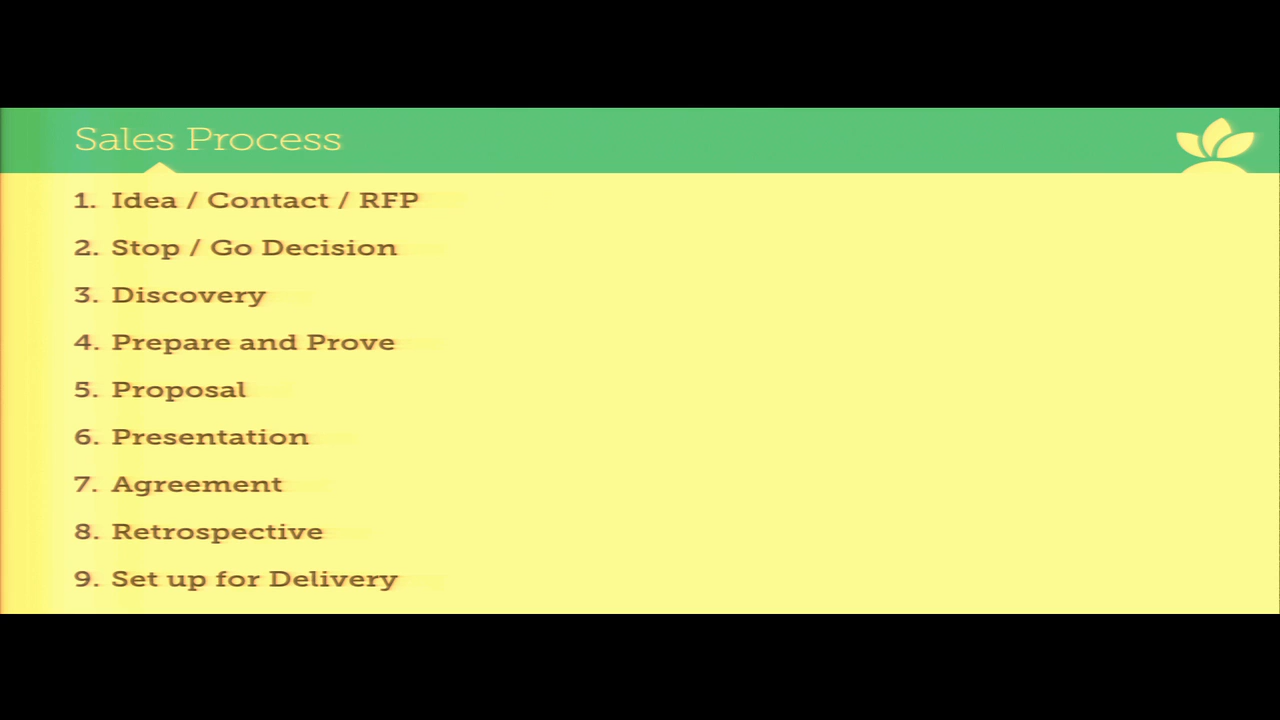 Sales Process
1. Idea / Contact / RFP
2. Stop / Go Decision
3. Discovery
4. Prepare and Prove
5. Proposal
6. Presentation
7. Agreement
8. Retrospective
9. Set up for Delivery